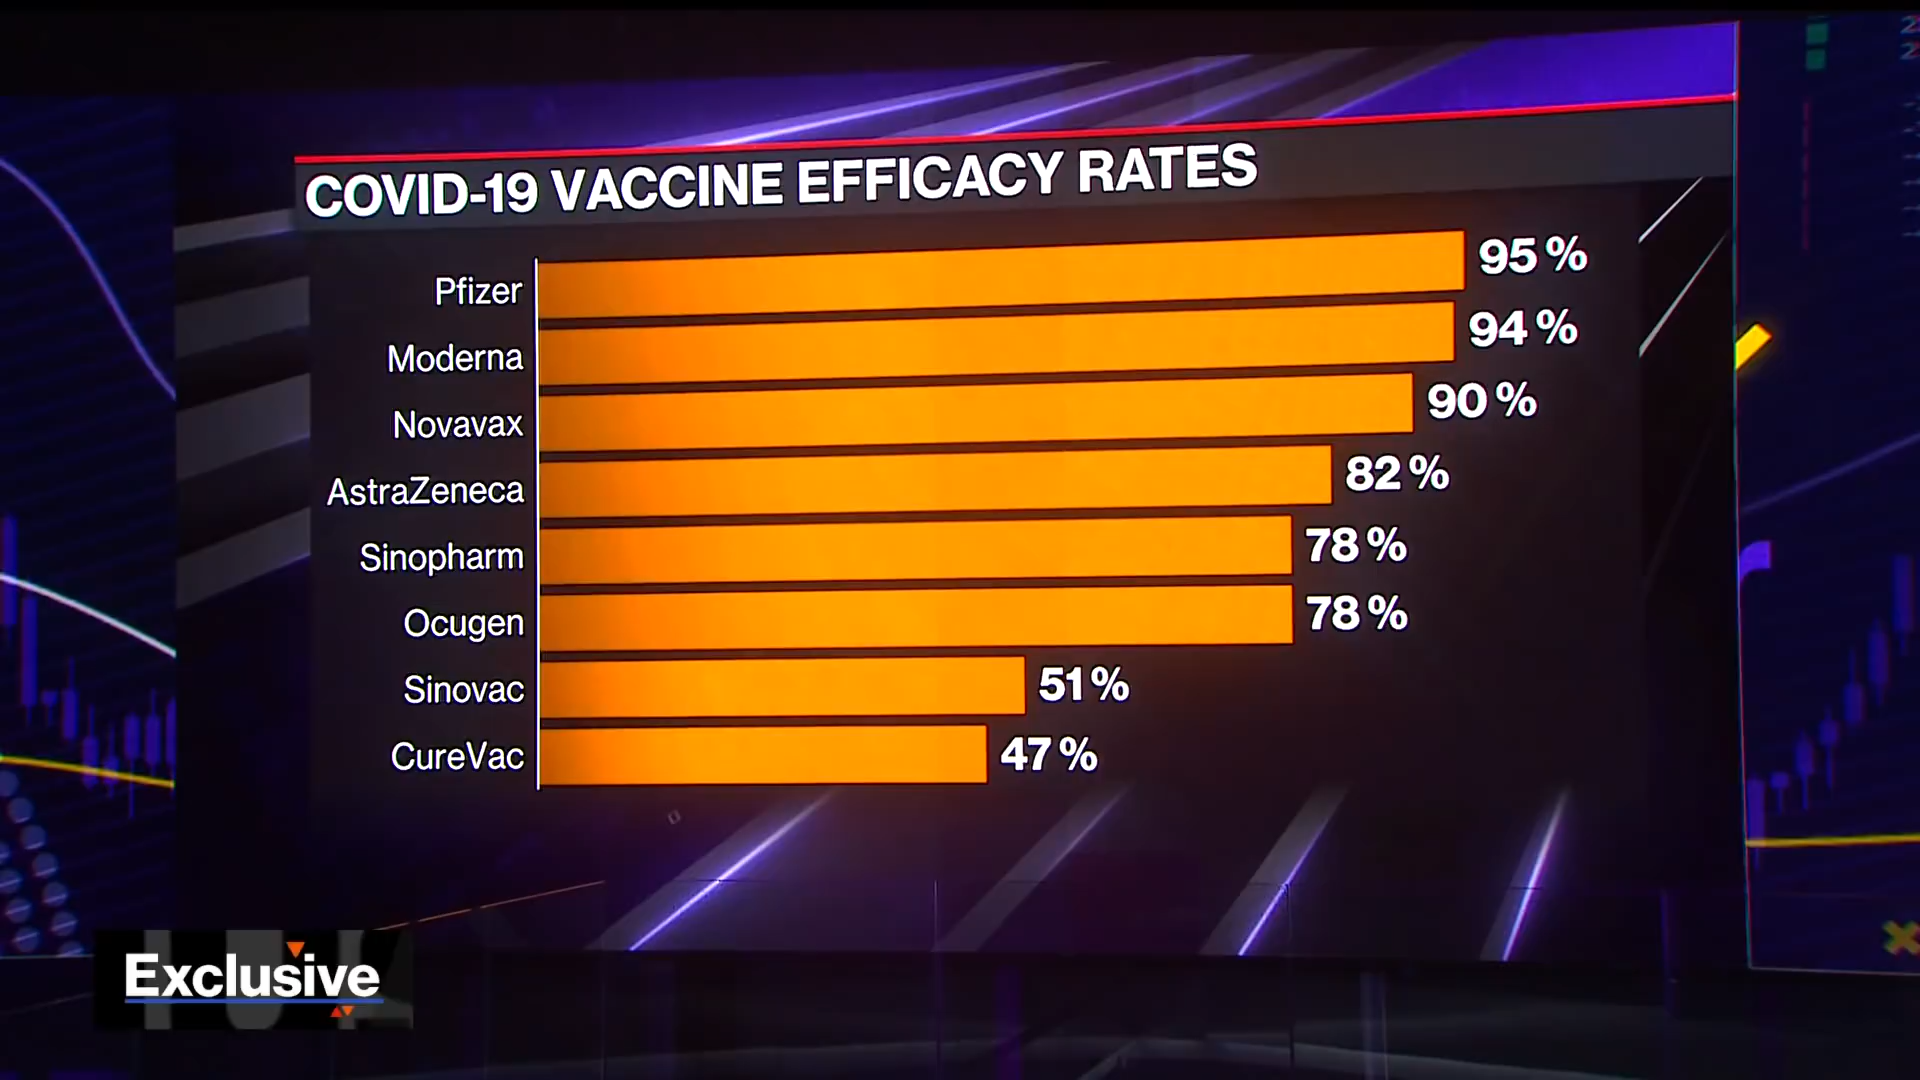 COVID-19 VACCINE EFFICACY RATES
Pfizer 95%
Moderna 94%
Novavax 90%
AstraZeneca 82%
Sinopharm 78%
Ocugen 78%
Sinovac 51%
CureVac 47%
Exclusive